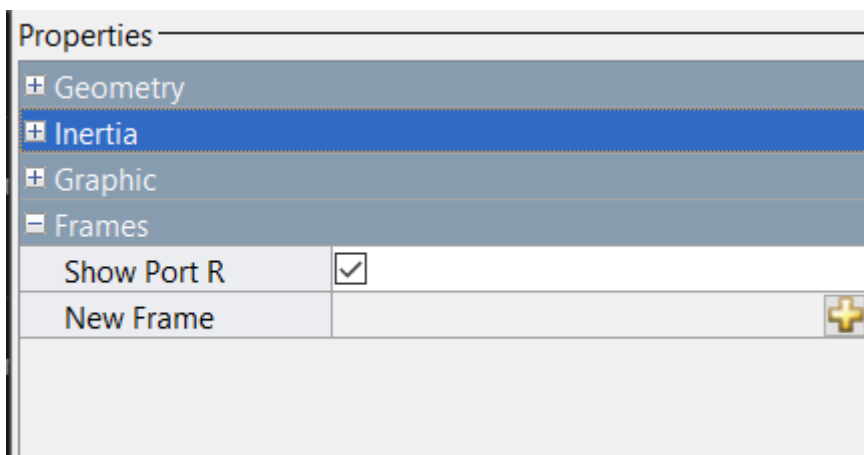 Properties
Geometry
Inertia
Graphic
Frames
Show Port R
New Frame